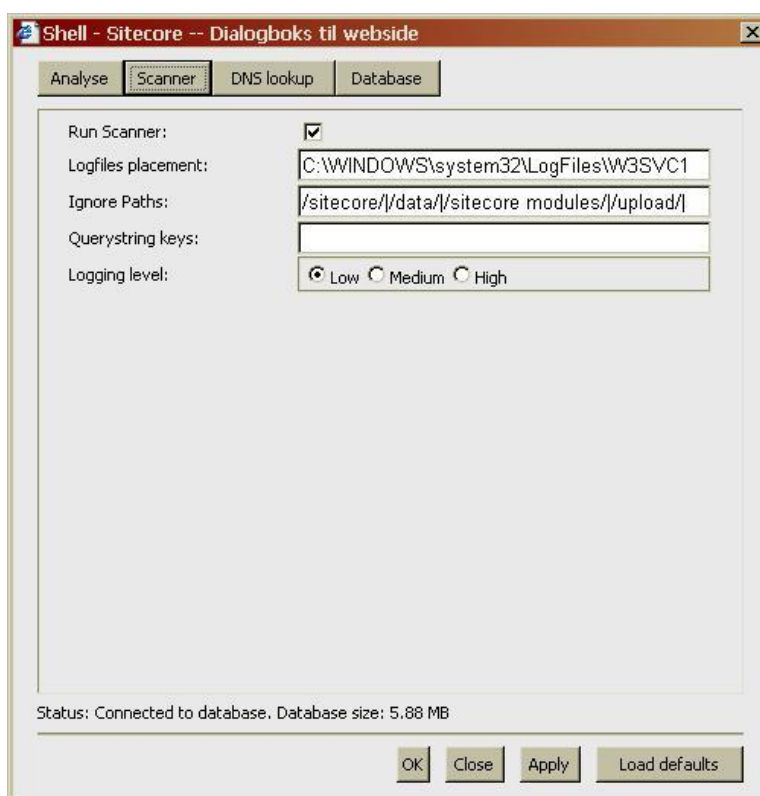 Shell - Sitecore -- Dialogboks til webside
Analyse Scanner DNS lookup Database
Run Scanner:
Logfiles placement: C:\WINDOWS\system32\LogFiles\W3SVC1
Ignore Paths: /sitecore/|/data/|/sitecore modules/|/upload/|
Querystring keys:
Logging level: Low Medium High
Status: Connected to database. Database size: 5.88 MB
OK Close Apply Load defaults